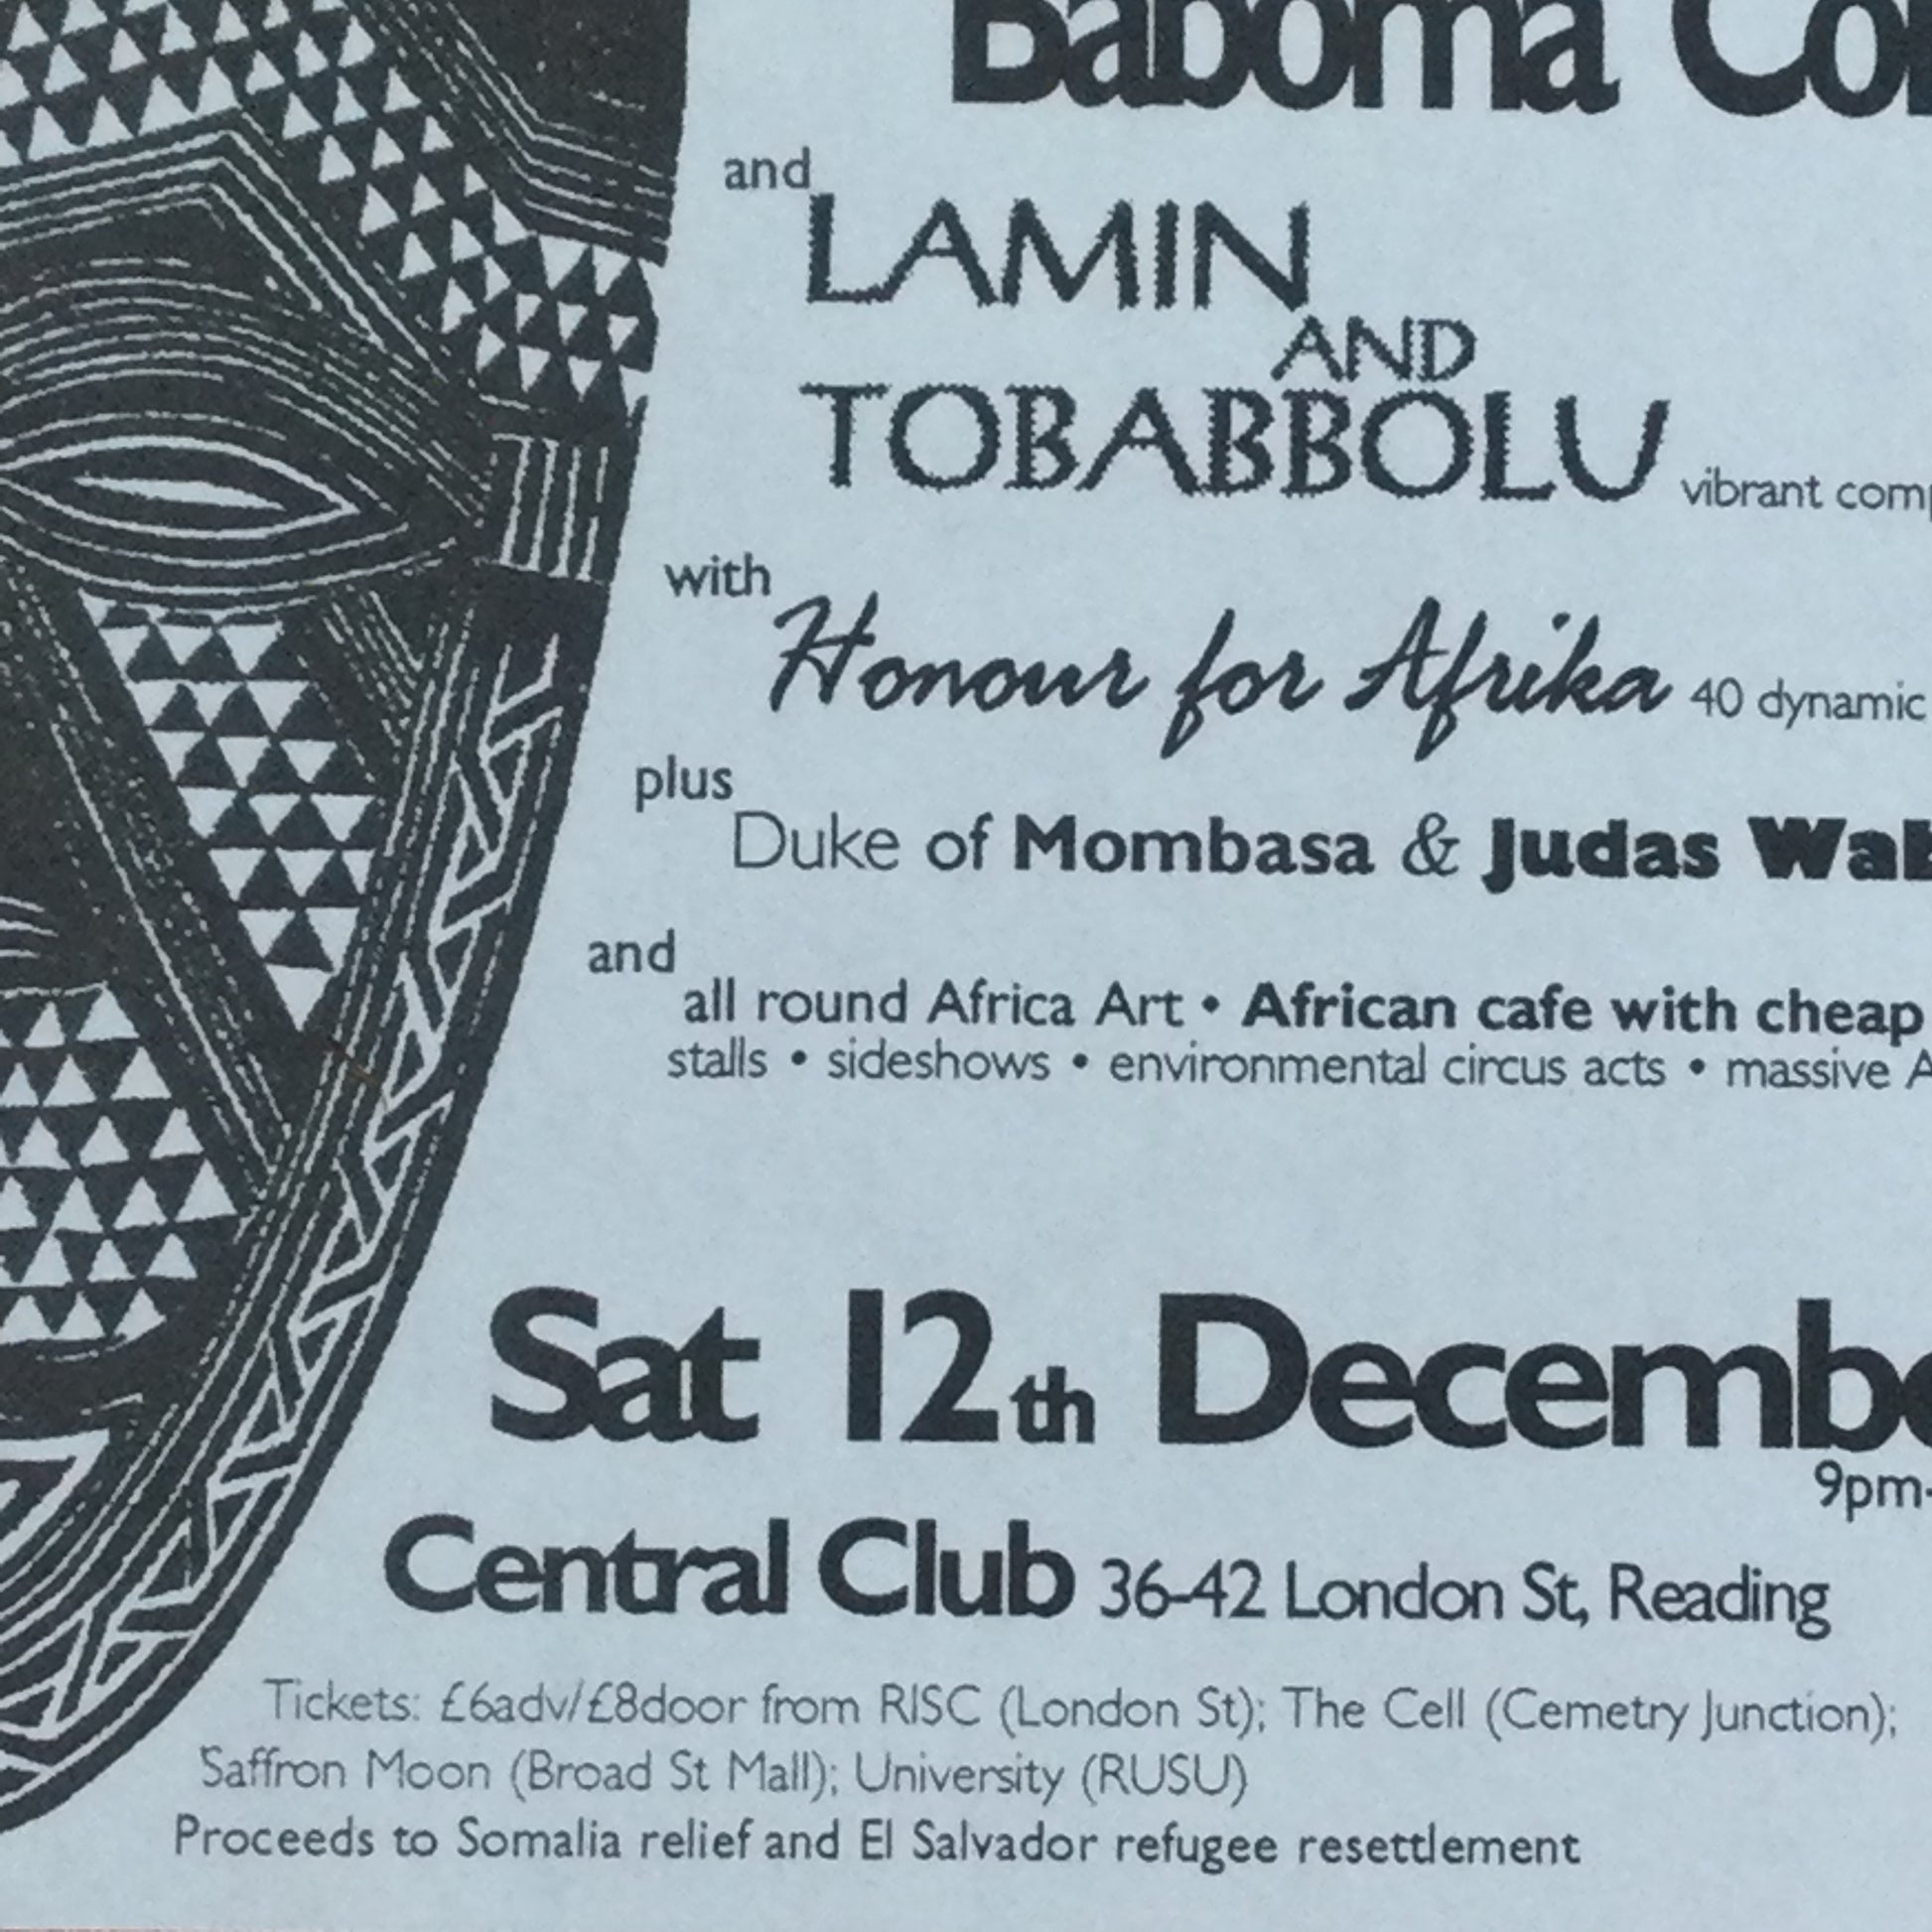 Baboma
and
LAMIN
AND
TOBABBOLU vibrant
with
Honour for Afrika 40 dynamic
plus
Duke of Mombasa & Judas
and
all round Africa Art • African cafe with cheap
stalls • sideshows • environmental circus acts • massive
Sat 12th Decemb
9pm-
Central Club 36-42 London St, Reading
Tickets: £6adv/£8door from RISC (London St); The Cell (Cemetry Junction);
Saffron Moon (Broad St Mall); University (RUSU)
Proceeds to Somalia relief and El Salvador refugee resettlement